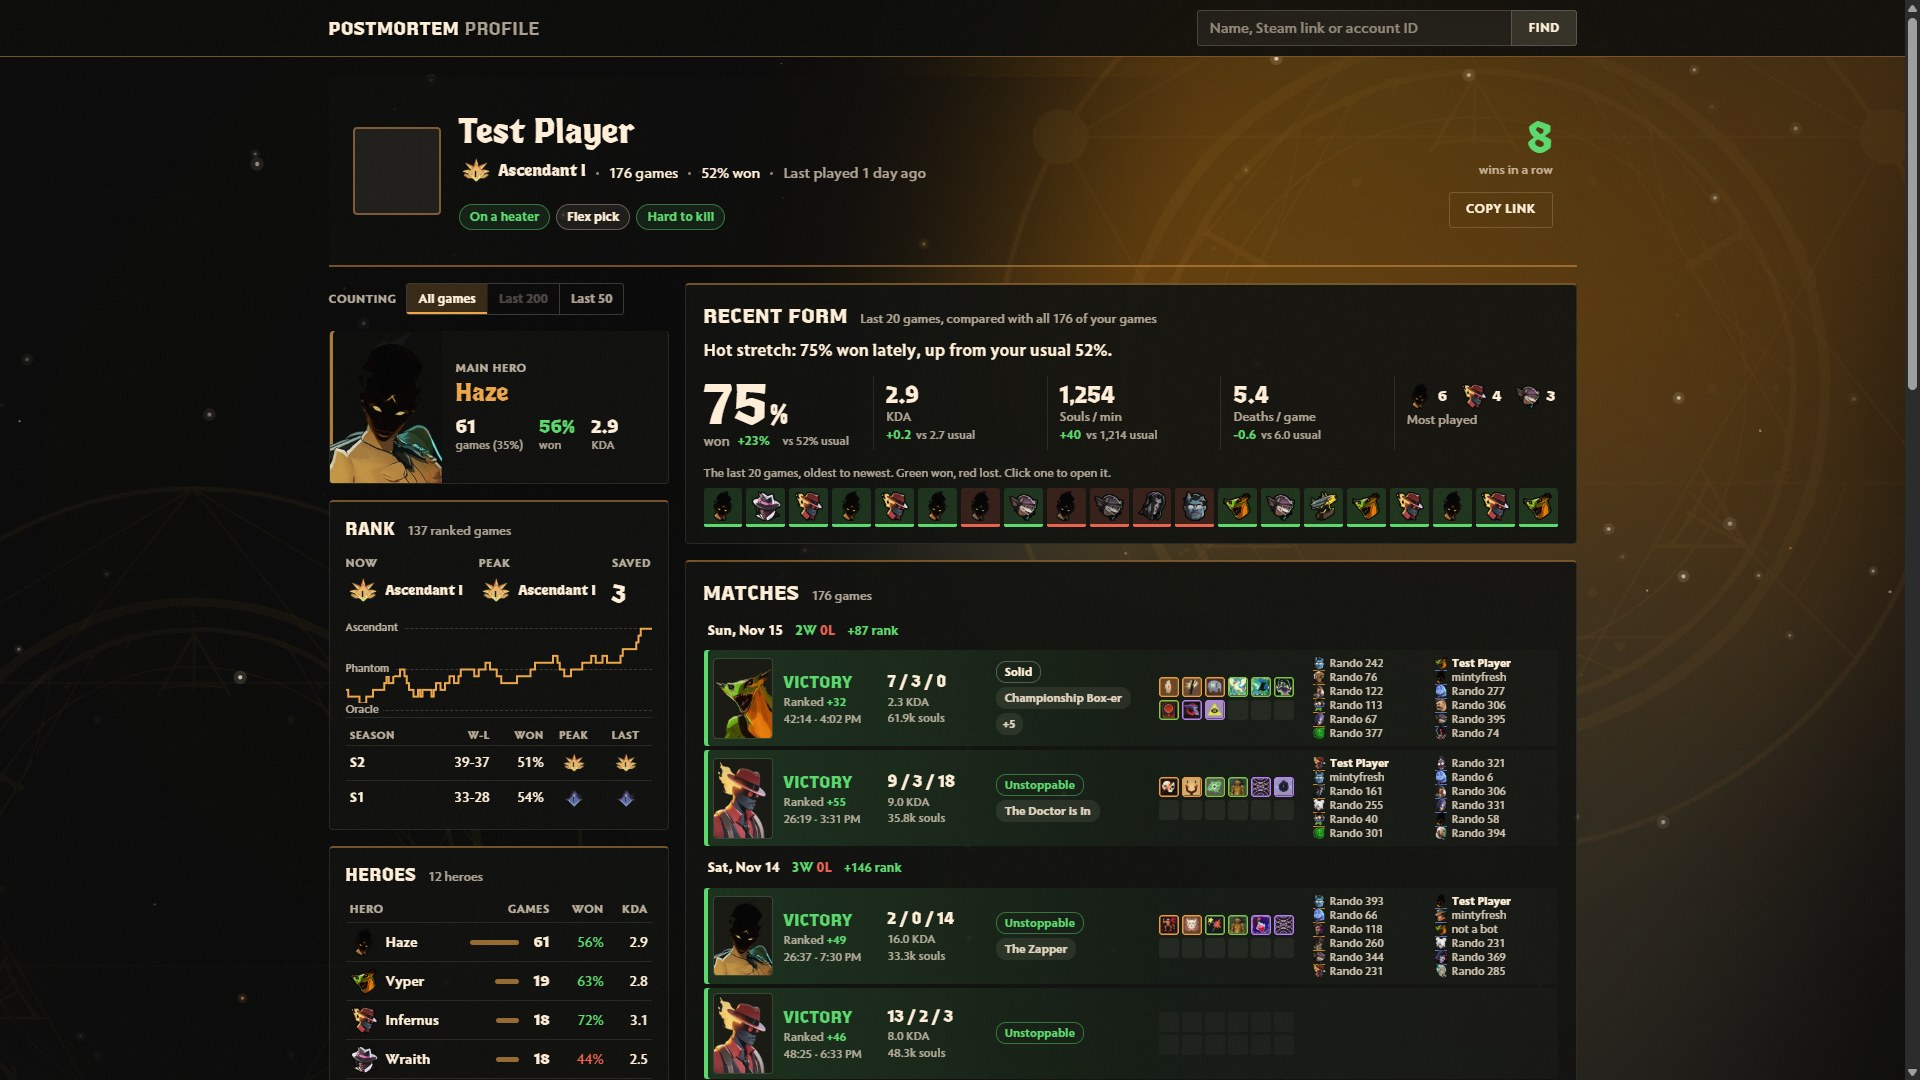 POSTMORTEM PROFILE
Name, Steam link or account ID
FIND
Test Player
Ascendant I · 176 games · 52% won · Last played 1 day ago
On a heater
Flex pick
Hard to kill
8
wins in a row
COPY LINK
COUNTING
All games
Last 200
Last 50
MAIN HERO
Haze
61
games (35%)
56%
won
2.9
KDA
RANK 137 ranked games
NOW
Ascendant I
PEAK
Ascendant I
SAVED
3
Ascendant
Phantom
Oracle
SEASON W-L WON PEAK LAST
S2 39-37 51%
S1 33-28 54%
HEROES 12 heroes
HERO GAMES WON KDA
Haze 61 56% 2.9
Vyper 19 63% 2.8
Infernus 18 72% 3.1
Wraith 18 44% 2.5
RECENT FORM Last 20 games, compared with all 176 of your games
Hot stretch: 75% won lately, up from your usual 52%.
75%
won +23% vs 52% usual
2.9
KDA
+0.2 vs 2.7 usual
1,254
Souls / min
+40 vs 1,214 usual
5.4
Deaths / game
-0.6 vs 6.0 usual
6 4 3
Most played
The last 20 games, oldest to newest. Green won, red lost. Click one to open it.
MATCHES 176 games
Sun, Nov 15 2W 0L +87 rank
VICTORY
Ranked +32
42:14 · 4:02 PM
7 / 3 / 0
2.3 KDA
61.9k souls
Solid
Championship Box-er
+5
Rando 242
Rando 76
Rando 122
Rando 113
Rando 67
Rando 377
Test Player
mintyfresh
Rando 277
Rando 306
Rando 395
Rando 74
VICTORY
Ranked +55
26:19 · 3:31 PM
9 / 3 / 18
9.0 KDA
35.8k souls
Unstoppable
The Doctor is In
Test Player
mintyfresh
Rando 161
Rando 255
Rando 40
Rando 301
Rando 321
Rando 6
Rando 306
Rando 331
Rando 58
Rando 394
Sat, Nov 14 3W 0L +146 rank
VICTORY
Ranked +49
26:37 · 7:30 PM
2 / 0 / 14
16.0 KDA
33.3k souls
Unstoppable
The Zapper
Rando 393
Rando 66
Rando 118
Rando 260
Rando 344
Rando 231
Test Player
mintyfresh
not a bot
Rando 231
Rando 369
Rando 285
VICTORY
Ranked +46
48:25 · 6:33 PM
13 / 2 / 3
8.0 KDA
48.3k souls
Unstoppable